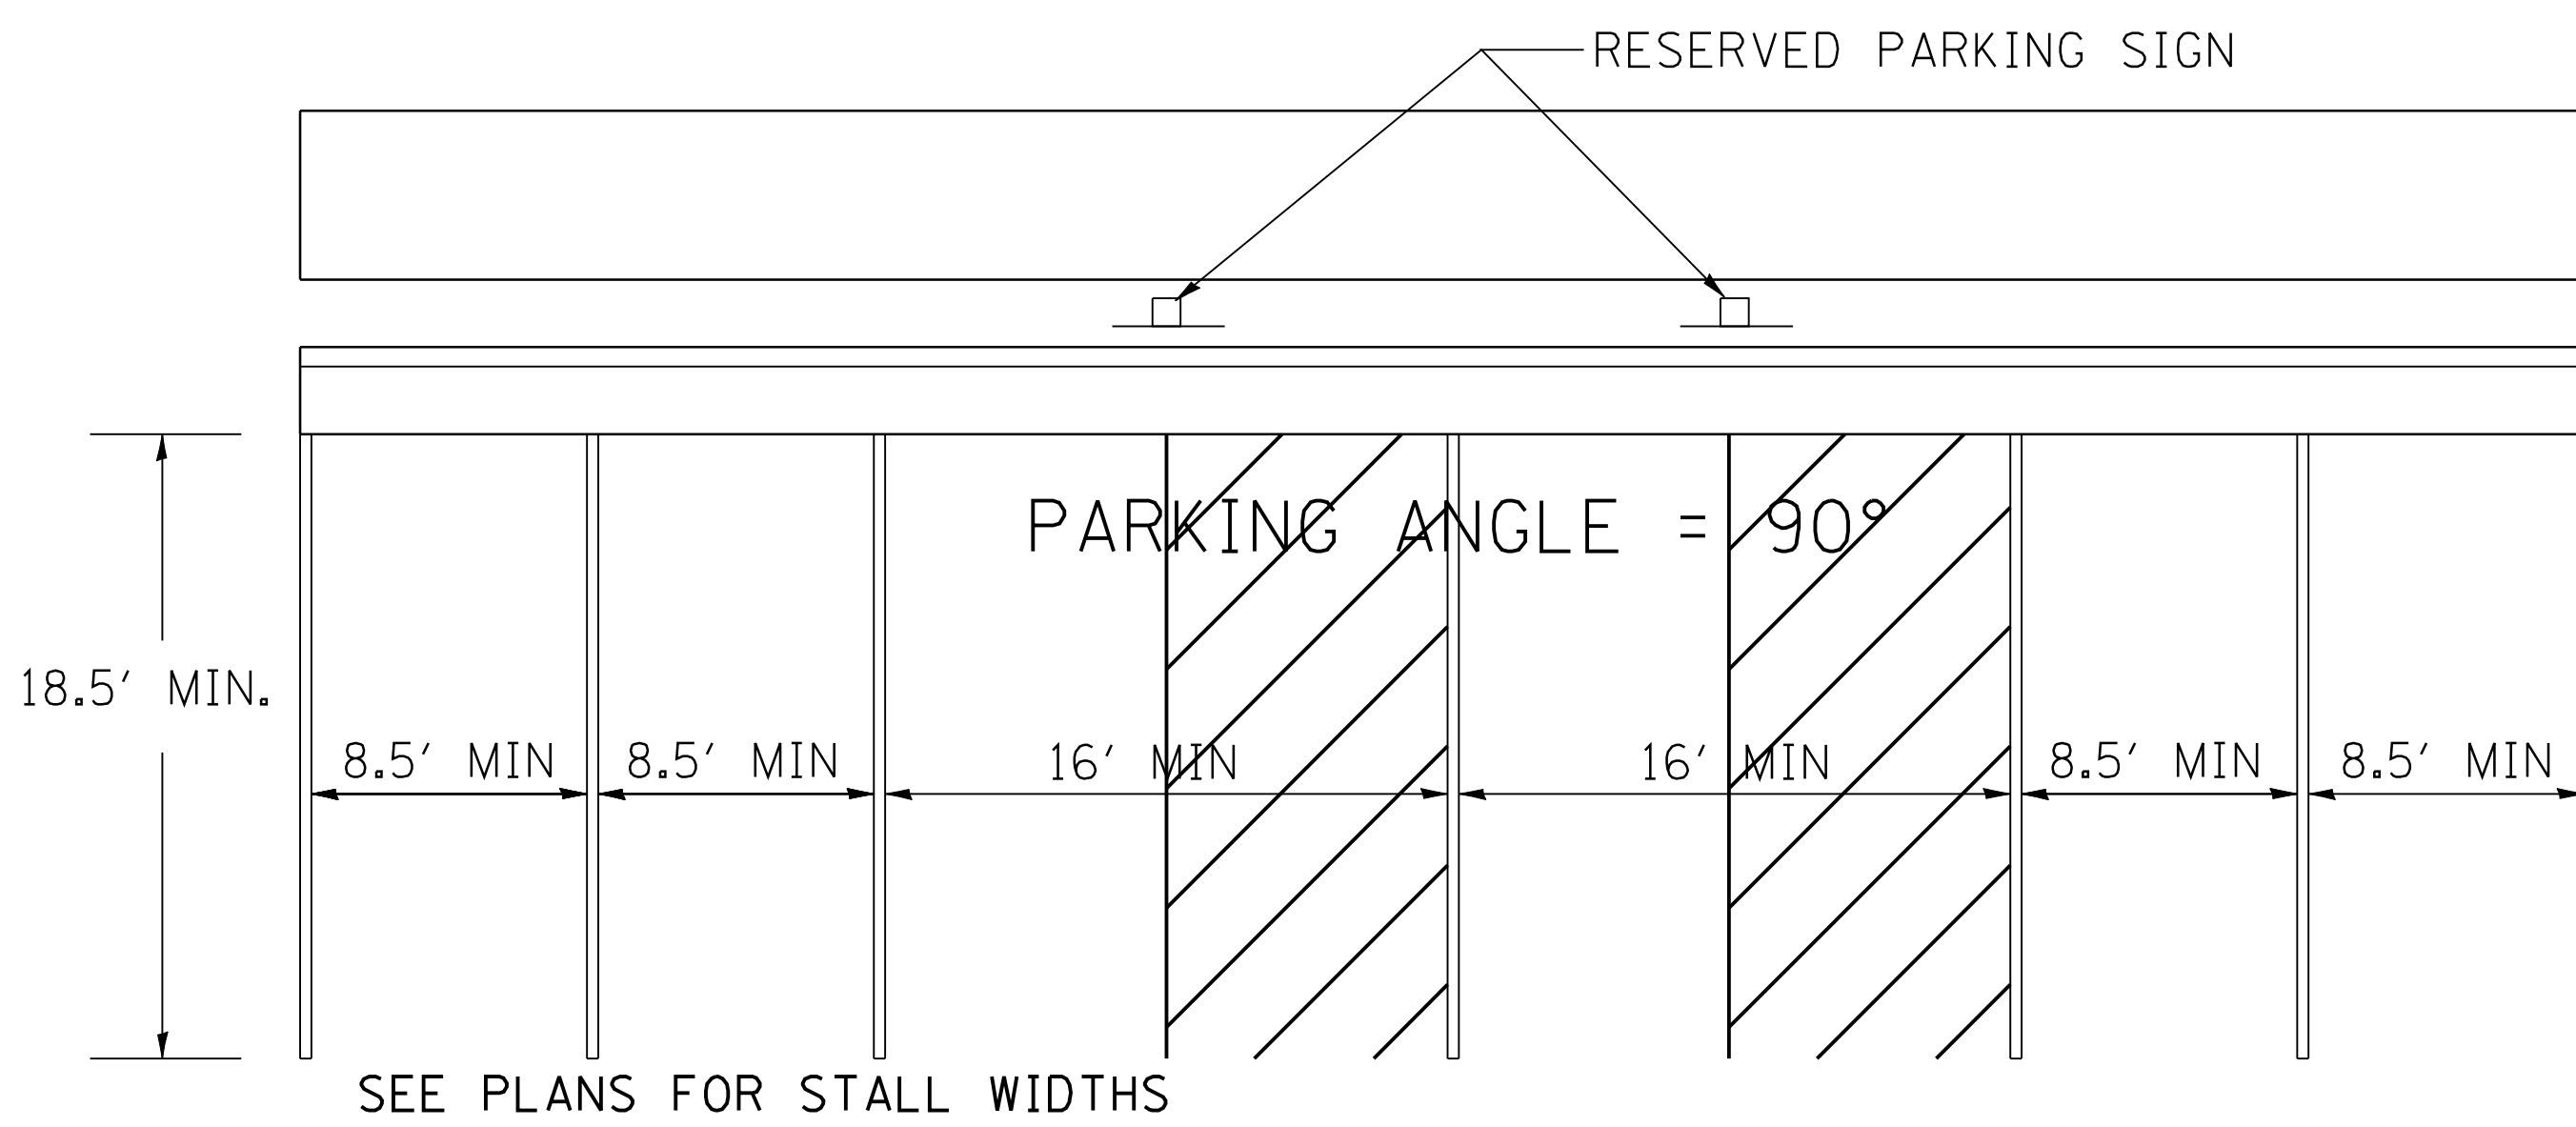 RESERVED PARKING SIGN
PARKING ANGLE = 90°
18.5' MIN.
8.5' MIN
8.5' MIN
16' MIN
16' MIN
8.5' MIN
8.5' MIN
SEE PLANS FOR STALL WIDTHS